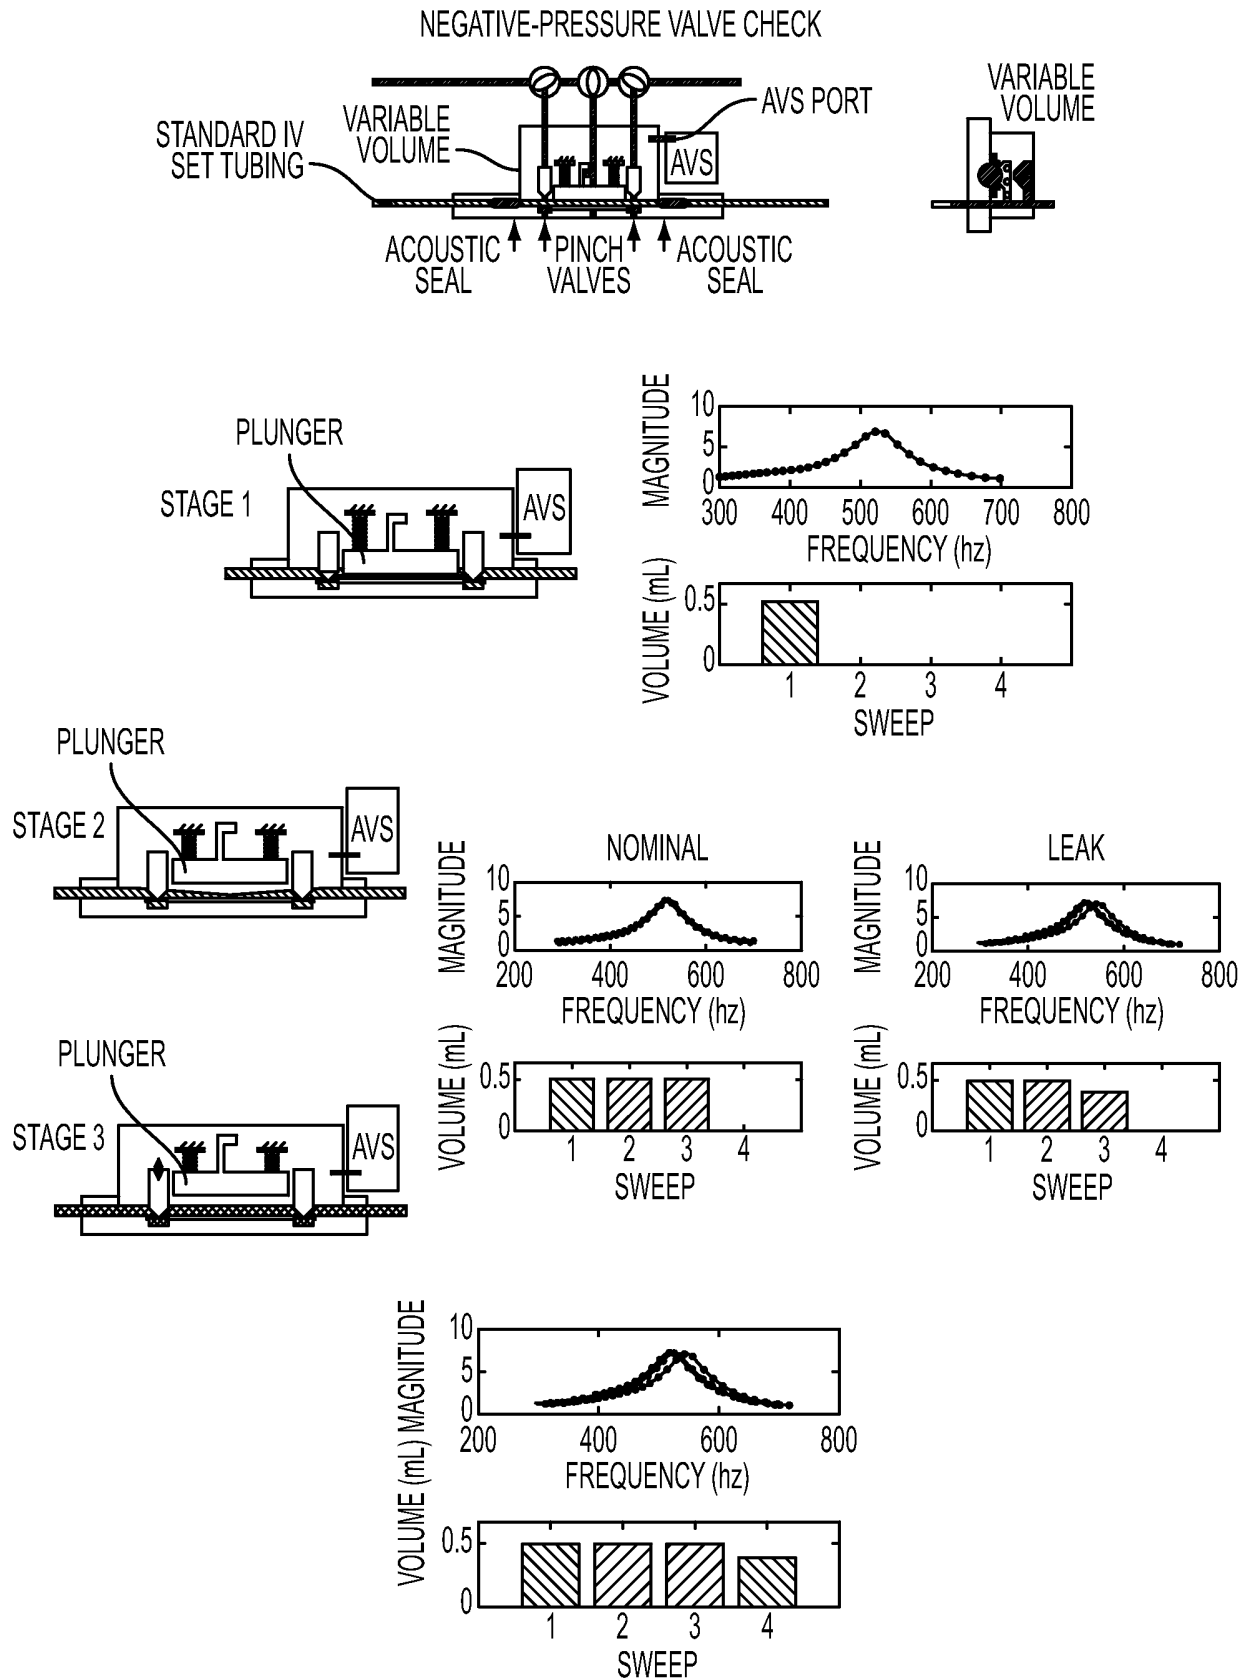 NEGATIVE-PRESSURE VALVE CHECK
STANDARD IV
SET TUBING
VARIABLE
VOLUME
AVS PORT
AVS
VARIABLE
VOLUME
ACOUSTIC
SEAL
PINCH
VALVES
ACOUSTIC
SEAL
STAGE 1
PLUNGER
AVS
MAGNITUDE
10
5
0
300 400 500 600 700 800
FREQUENCY (hz)
VOLUME (mL)
0.5
0
1 2 3 4
SWEEP
STAGE 2
PLUNGER
AVS
NOMINAL
MAGNITUDE
10
5
0
200 400 600 800
FREQUENCY (hz)
LEAK
MAGNITUDE
10
5
0
200 400 600 800
FREQUENCY (hz)
STAGE 3
PLUNGER
AVS
VOLUME (mL)
0.5
0
1 2 3 4
SWEEP
VOLUME (mL)
0.5
0
1 2 3 4
SWEEP
VOLUME (mL) MAGNITUDE
10
5
0
200 400 600 800
FREQUENCY (hz)
0.5
0
1 2 3 4
SWEEP